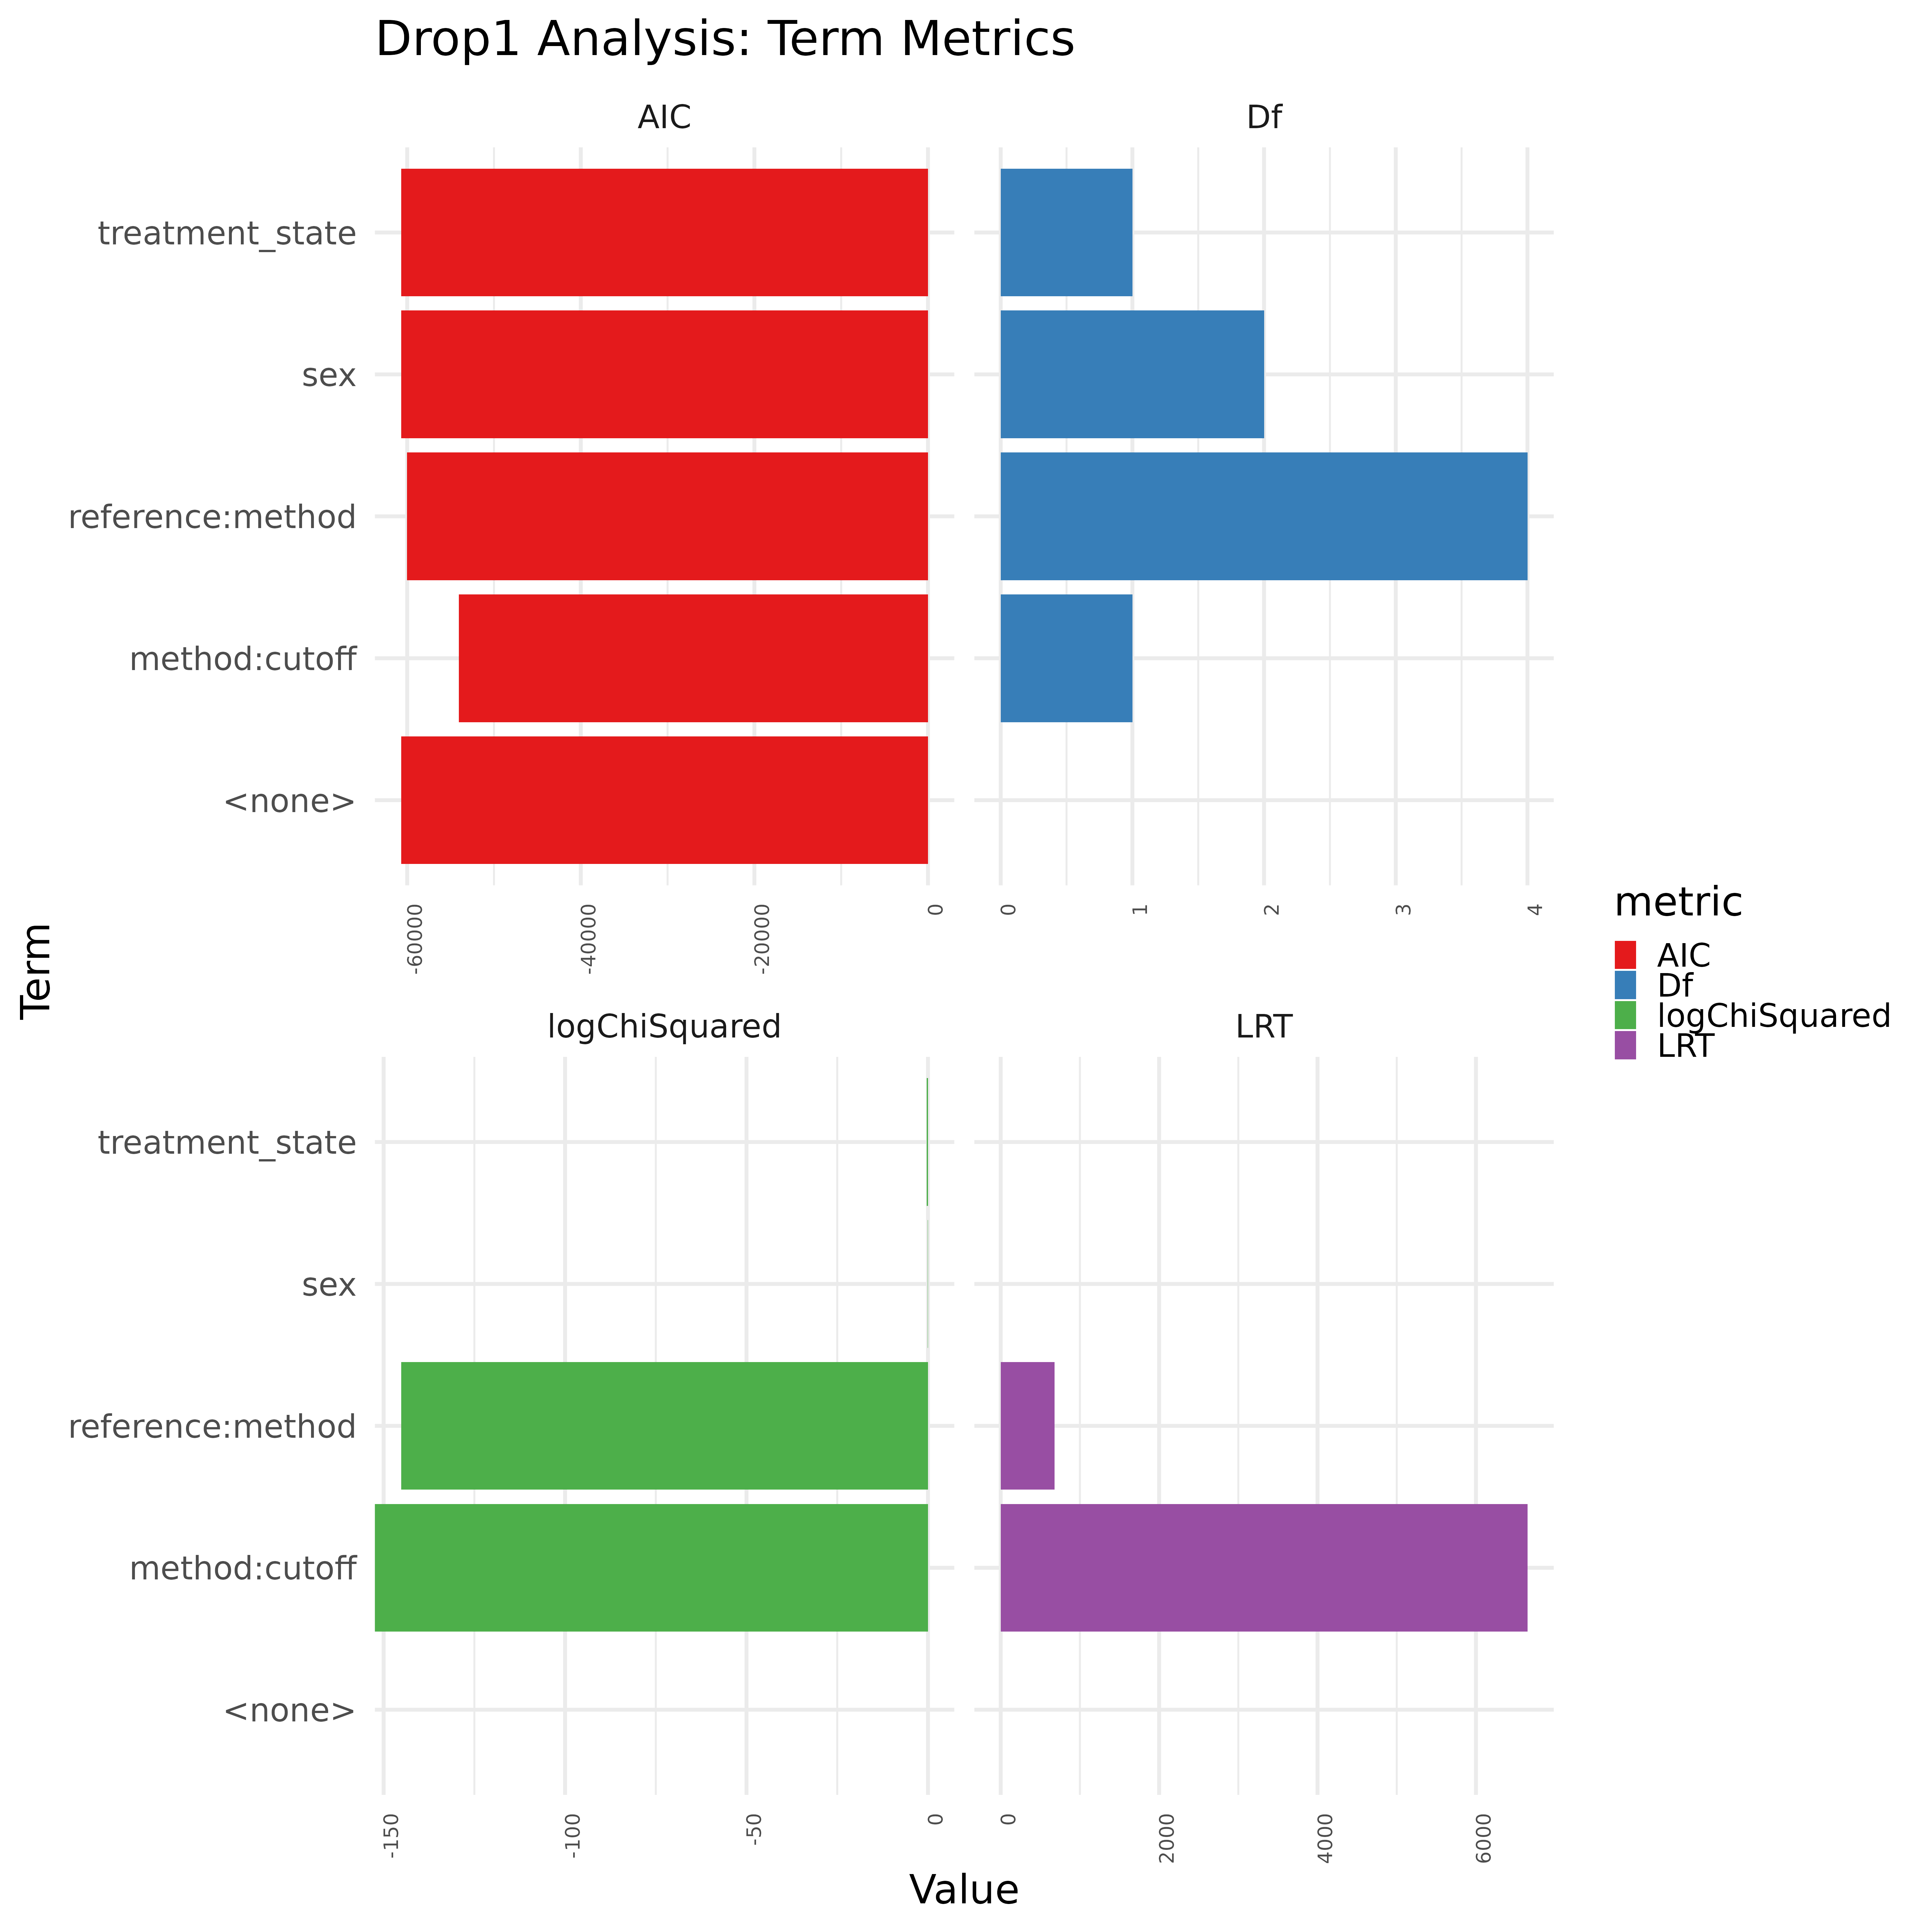 Drop1 Analysis: Term Metrics
AIC
Df
treatment_state
sex
reference:method
method:cutoff
<none>
-60000
-40000
-20000
0
0
1
2
3
4
Term
metric
AIC
Df
logChiSquared
LRT
logChiSquared
LRT
treatment_state
sex
reference:method
method:cutoff
<none>
-150
-100
-50
0
0
2000
4000
6000
Value